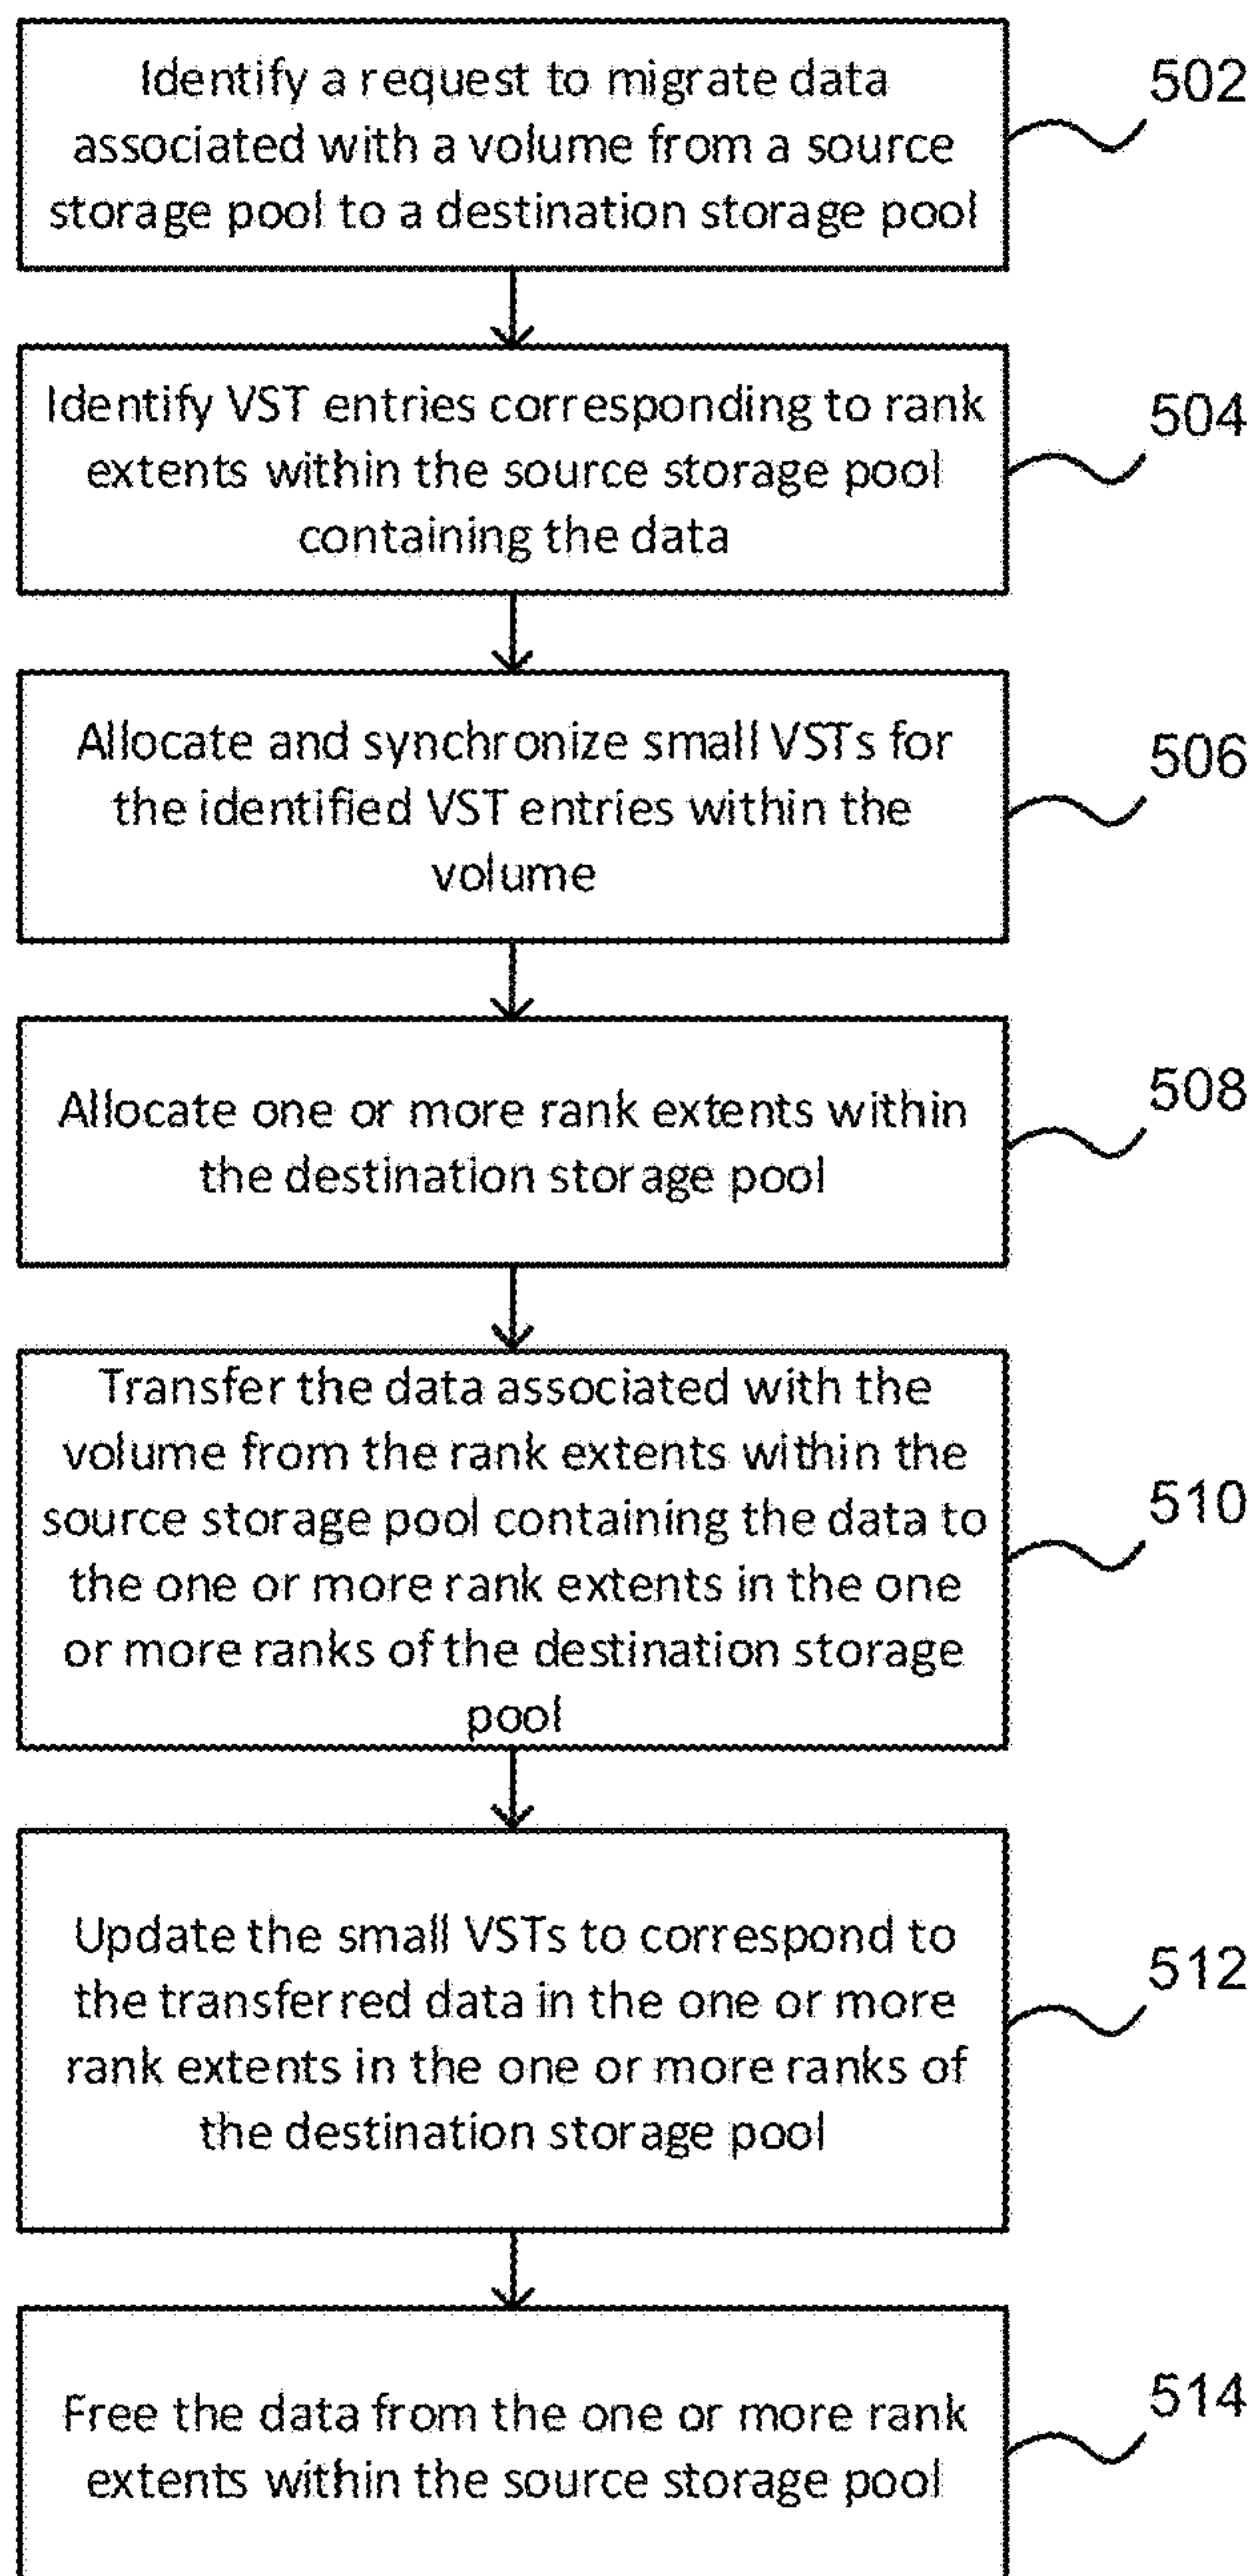 Identify a request to migrate data
associated with a volume from a source
storage pool to a destination storage pool
502
Identify VST entries corresponding to rank
extents within the source storage pool
containing the data
504
Allocate and synchronize small VSTs for
the identified VST entries within the
volume
506
Allocate one or more rank extents within
the destination storage pool
508
Transfer the data associated with the
volume from the rank extents within the
source storage pool containing the data to
the one or more rank extents in the one
or more ranks of the destination storage
pool
510
Update the small VSTs to correspond to
the transferred data in the one or more
rank extents in the one or more ranks of
the destination storage pool
512
Free the data from the one or more rank
extents within the source storage pool
514